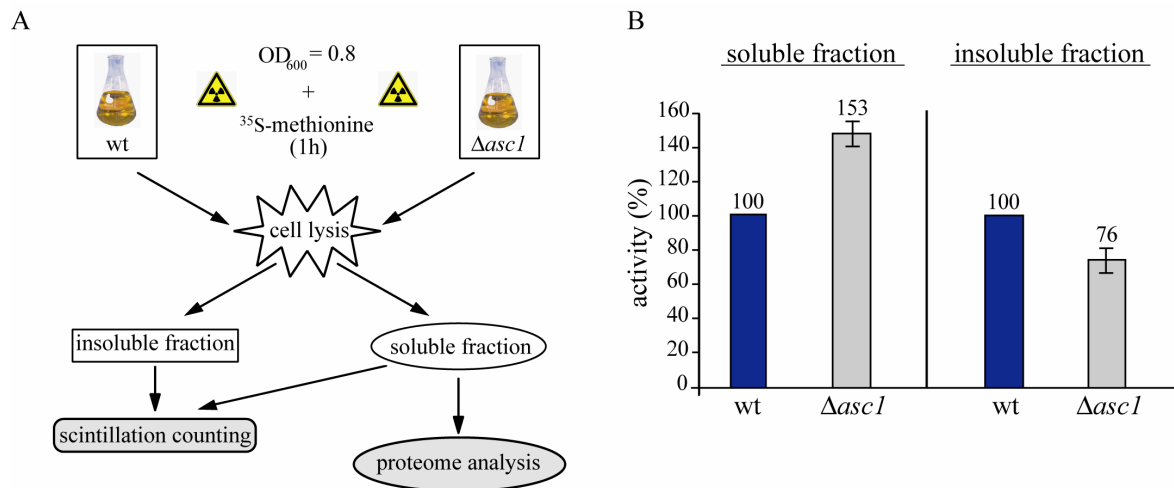 A
OD600 = 0.8
+
35S-methionine
(1h)
wt
Δasc1
cell lysis
insoluble fraction
soluble fraction
scintillation counting
proteome analysis
B
soluble fraction
insoluble fraction
activity (%)
160
140
120
100
80
60
40
20
0
100
153
100
76
wt
Δasc1
wt
Δasc1